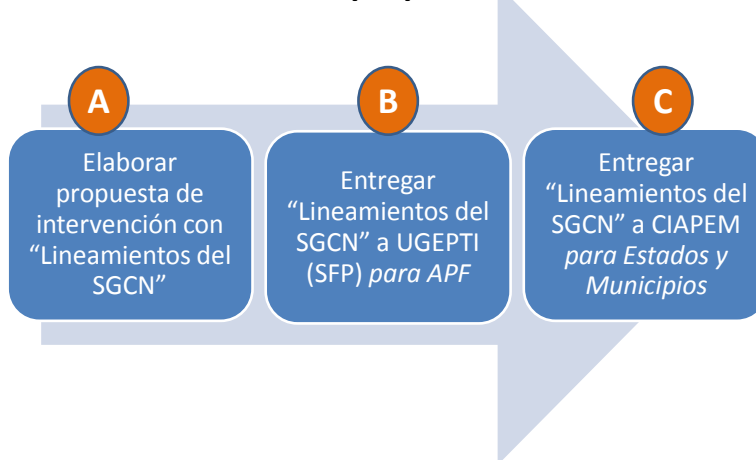 A
Elaborar
propuesta de
intervención con
“Lineamientos del
SGCN”
B
Entregar
“Lineamientos del
SGCN” a UGEPTI
(SFP) para APF
C
Entregar
“Lineamientos del
SGCN” a CIAPEM
para Estados y
Municipios